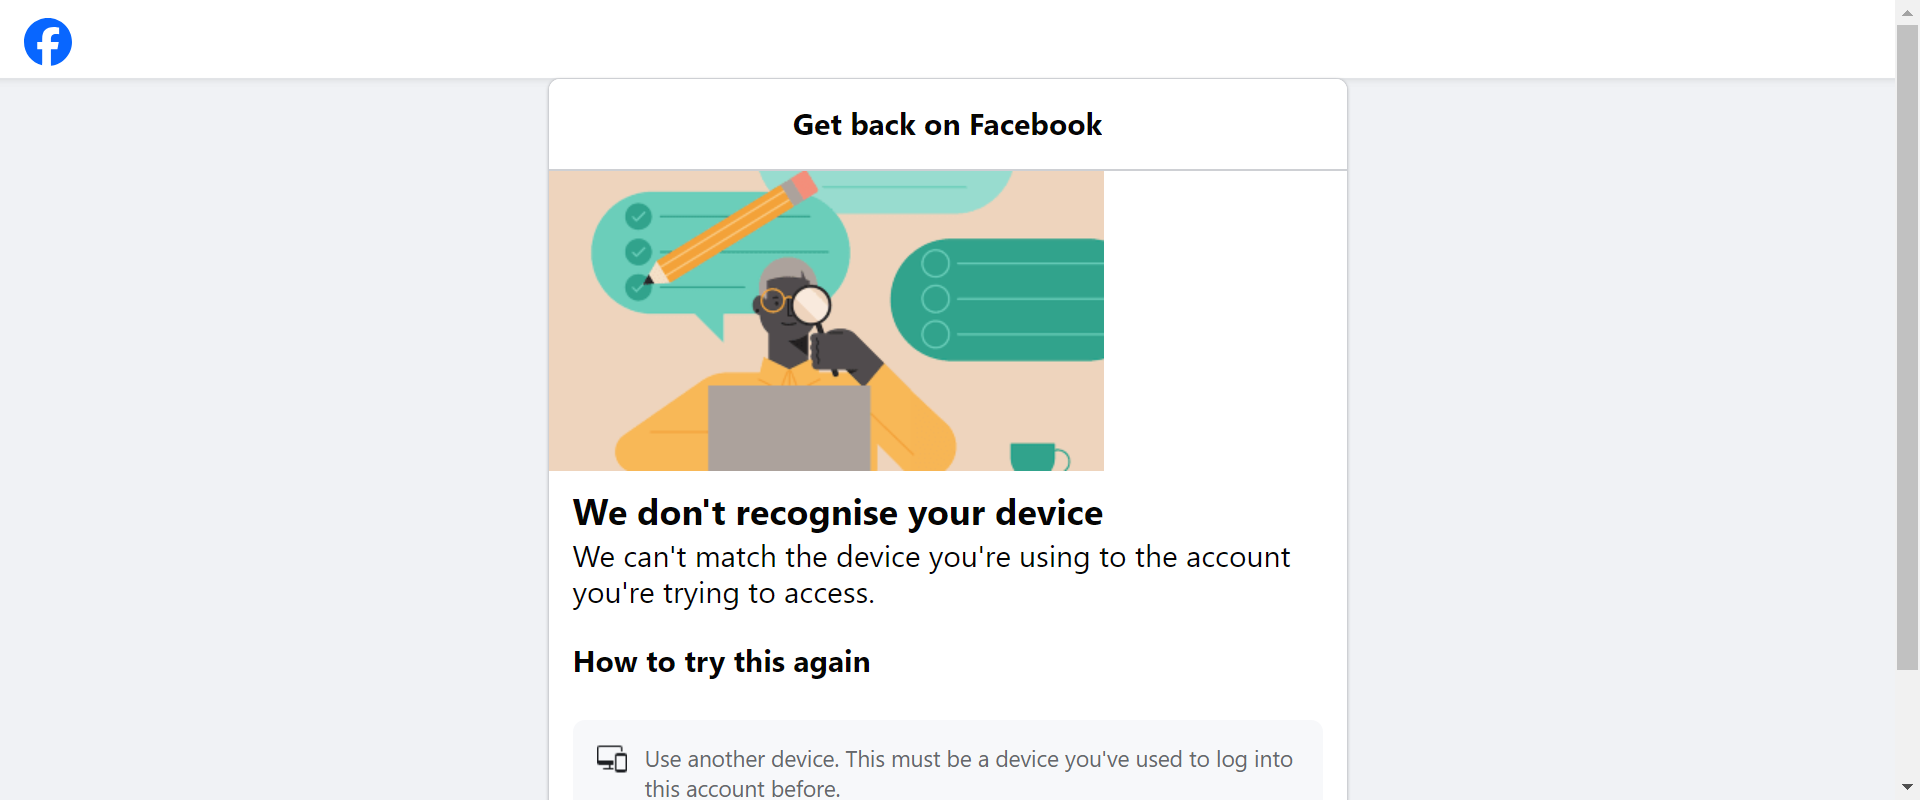 Get back on Facebook
We don't recognise your device
We can't match the device you're using to the account
you're trying to access.
How to try this again
Use another device. This must be a device you've used to log into
this account before.